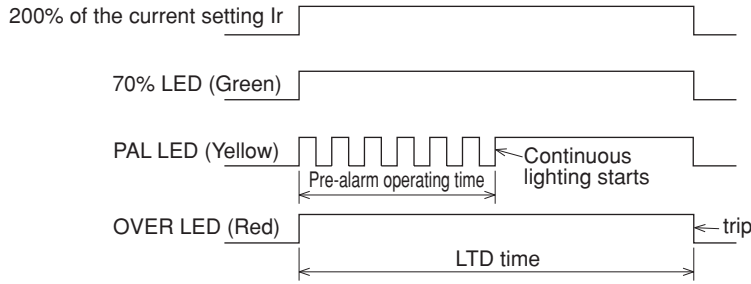 200% of the current setting Ir
70% LED (Green)
PAL LED (Yellow)
Continuous
lighting starts
Pre-alarm operating time
OVER LED (Red)
trip
LTD time